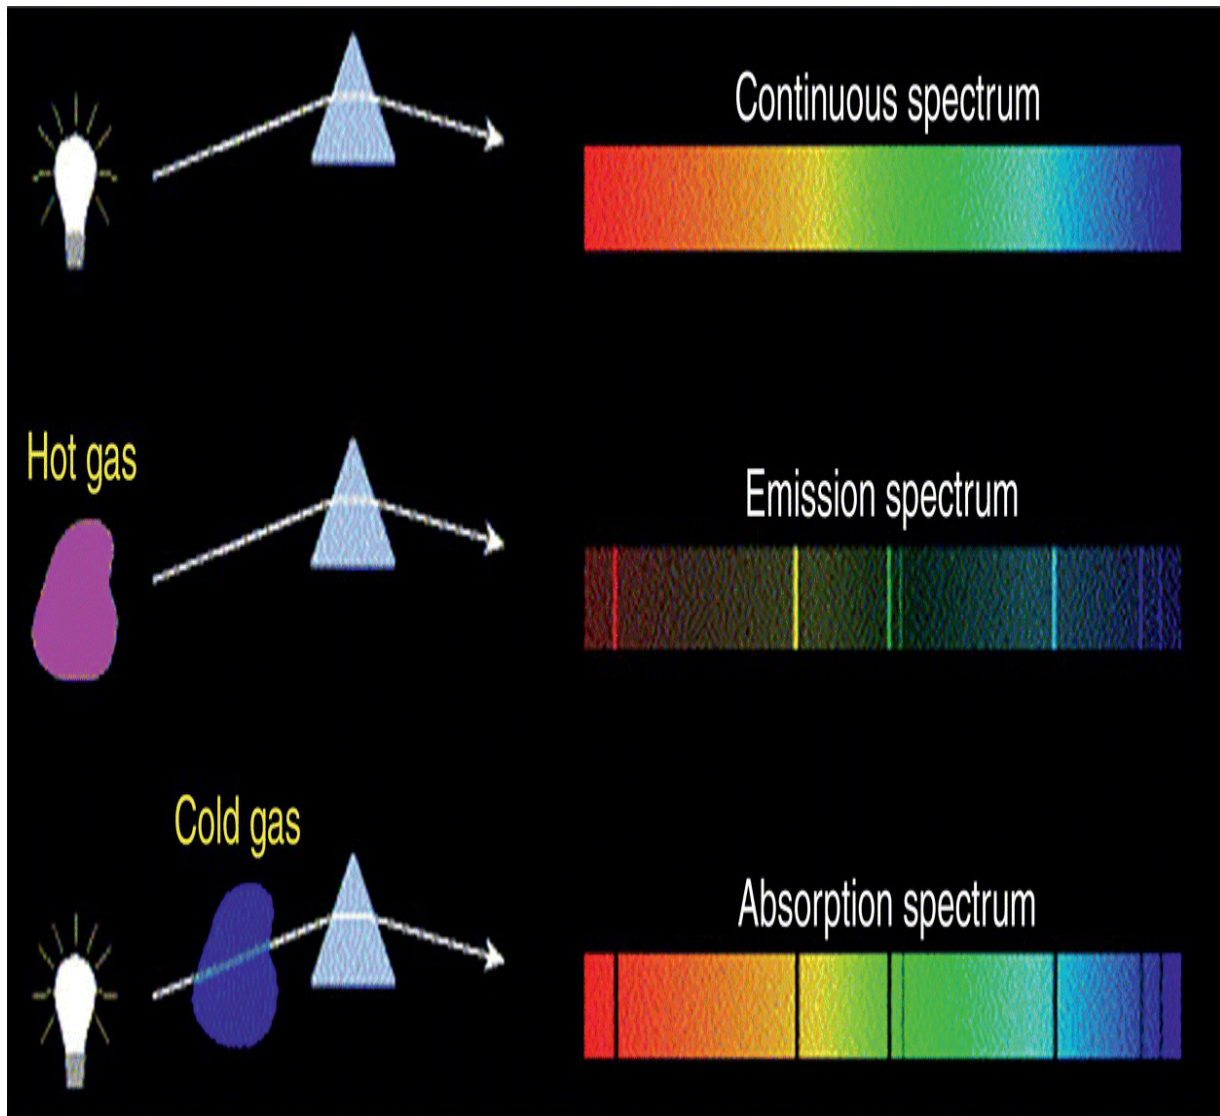 Continuous spectrum
Hot gas
Emission spectrum
Cold gas
Absorption spectrum